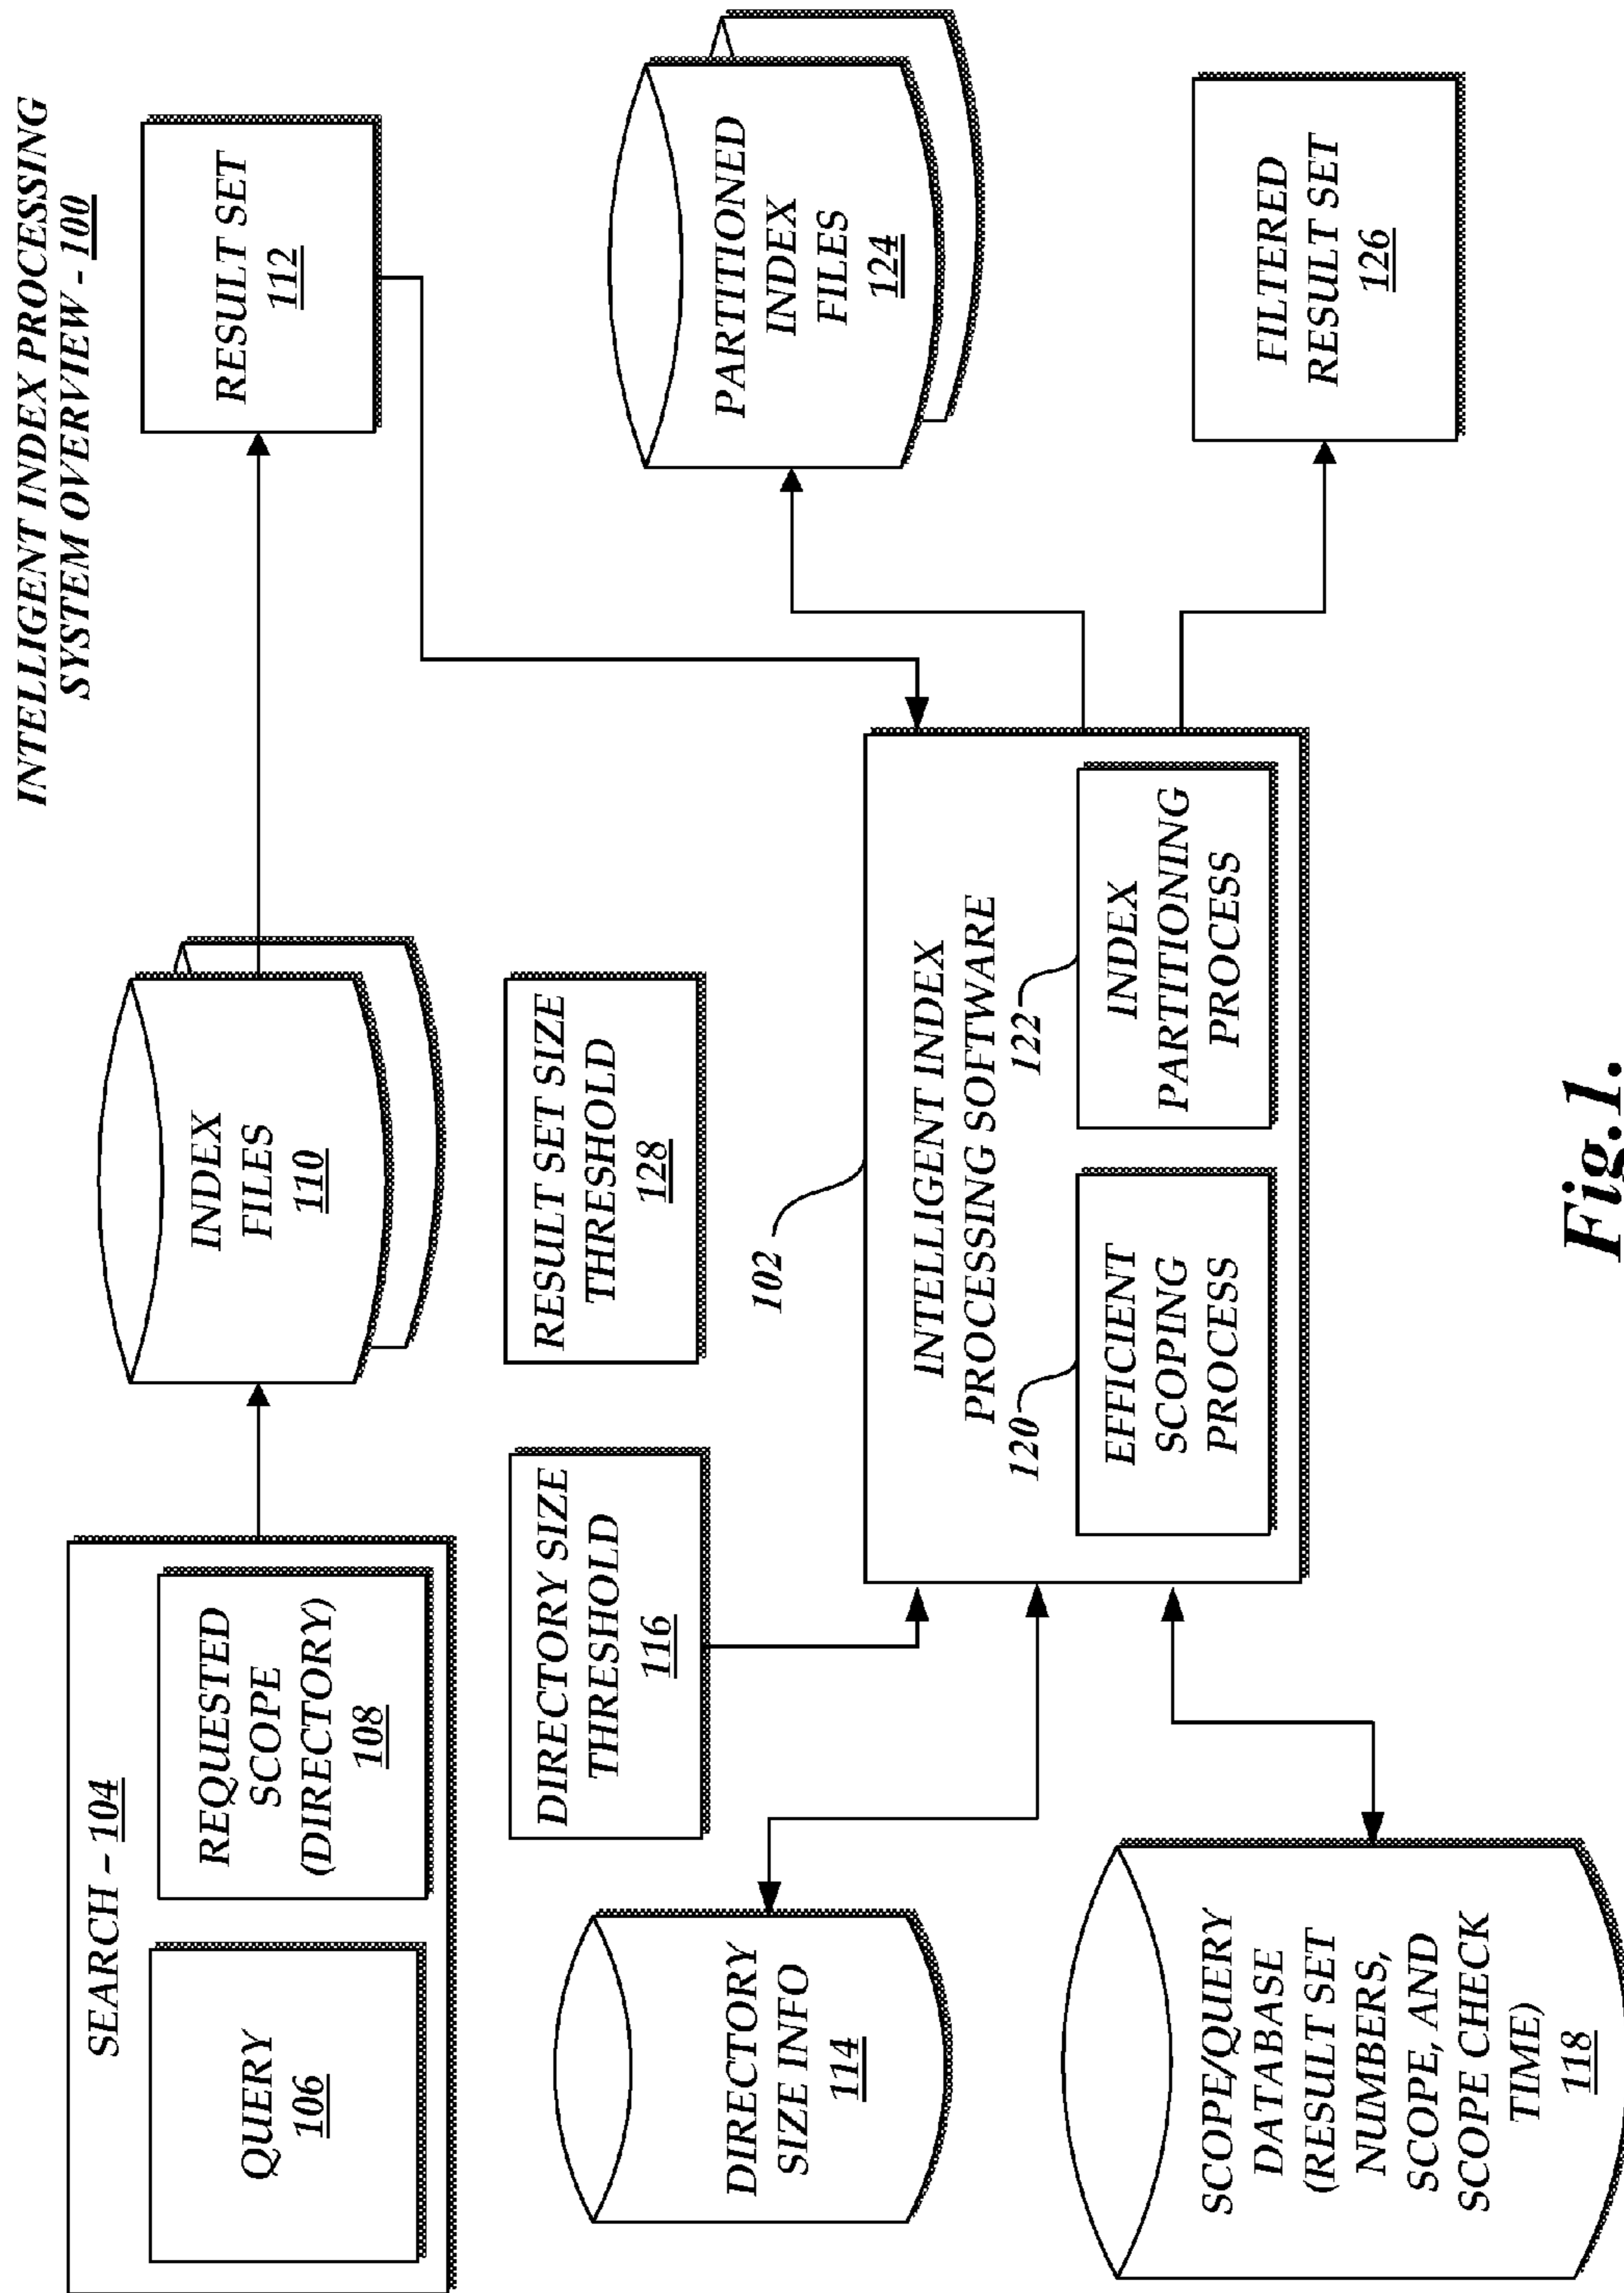 INTELLIGENT INDEX PROCESSING
SYSTEM OVERVIEW - 100
SEARCH - 104
QUERY
106
REQUESTED
SCOPE
(DIRECTORY)
108
INDEX
FILES
110
RESULT SET
112
DIRECTORY SIZE
THRESHOLD
116
RESULT SET SIZE
THRESHOLD
128
DIRECTORY
SIZE INFO
114
102
INTELLIGENT INDEX
PROCESSING SOFTWARE
120
122
EFFICIENT
SCOPING
PROCESS
INDEX
PARTITIONING
PROCESS
PARTITIONED
INDEX
FILES
124
SCOPE/QUERY
DATABASE
(RESULT SET
NUMBERS,
SCOPE, AND
SCOPE CHECK
TIME)
118
FILTERED
RESULT SET
126
Fig.1.